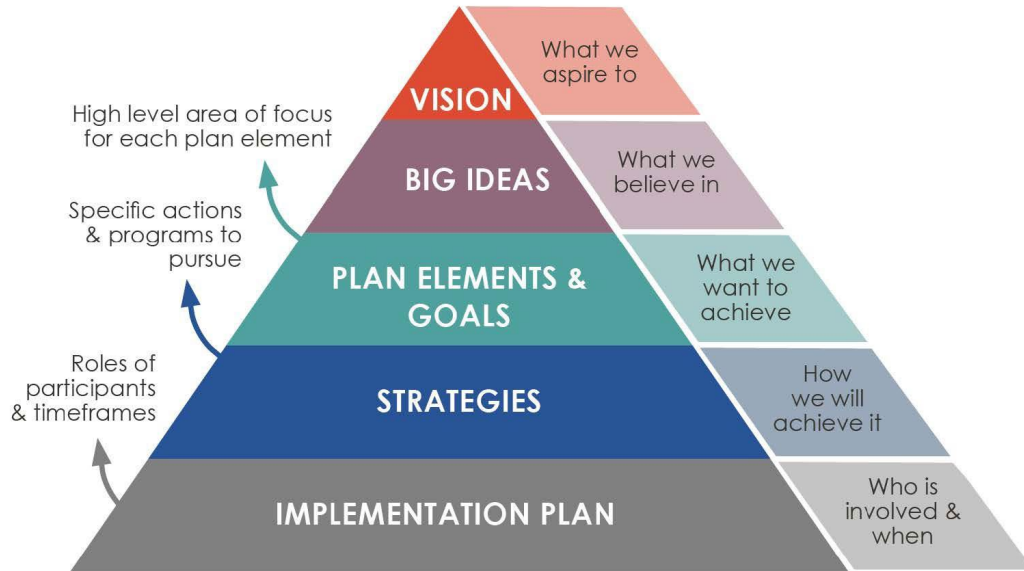 What we
aspire to
VISION
High level area of focus
for each plan element
What we
believe in
BIG IDEAS
Specific actions
& programs to
pursue
What we
want to
achieve
PLAN ELEMENTS &
GOALS
Roles of
participants
& timeframes
How
we will
achieve it
STRATEGIES
Who is
involved &
when
IMPLEMENTATION PLAN